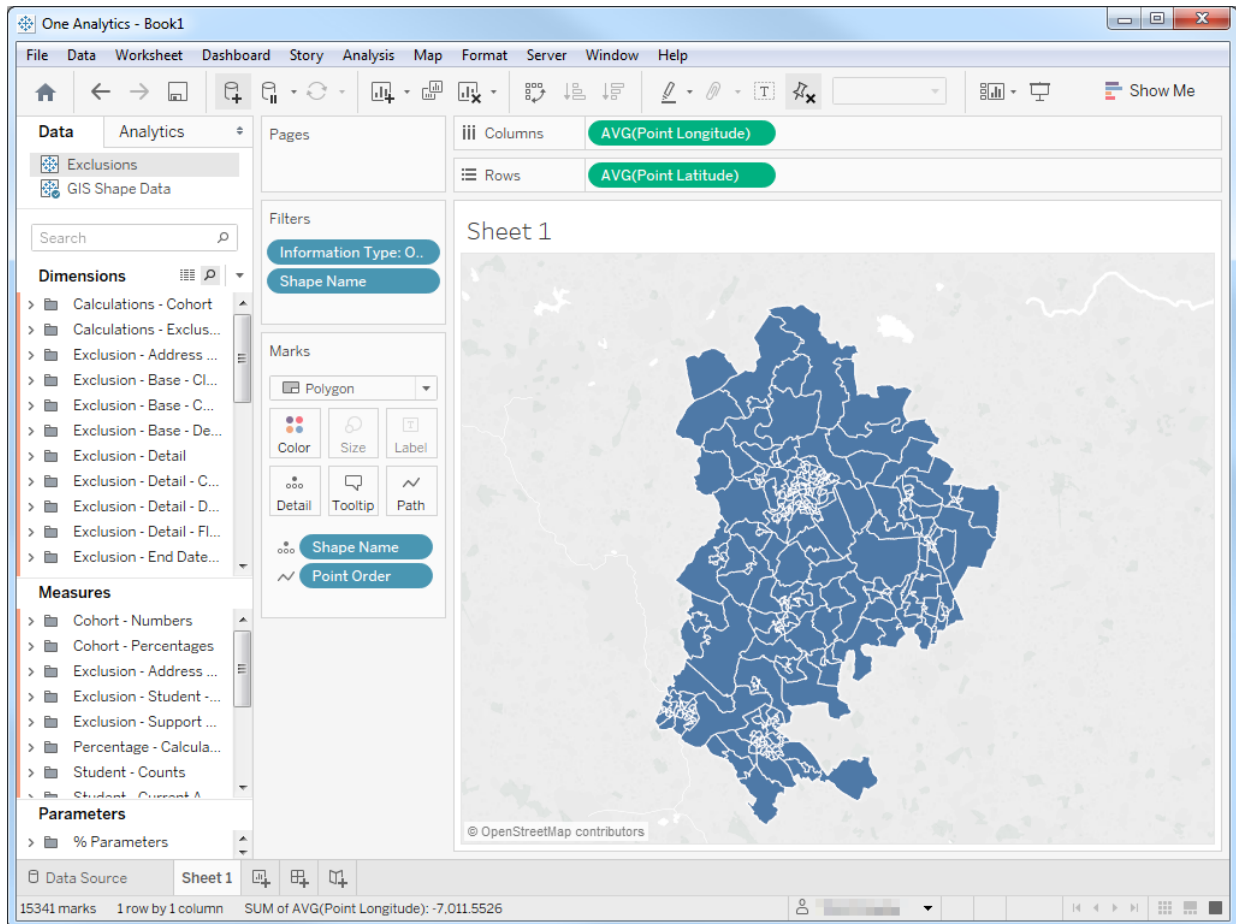 One Analytics - Book1
File Data Worksheet Dashboard Story Analysis Map Format Server Window Help
Show Me
Data Analytics
Exclusions
GIS Shape Data
Search
Dimensions
Calculations - Cohort
Calculations - Exclus...
Exclusion - Address ...
Exclusion - Base - Cl...
Exclusion - Base - C...
Exclusion - Base - De...
Exclusion - Detail
Exclusion - Detail - C...
Exclusion - Detail - D...
Exclusion - Detail - Fl...
Exclusion - End Date...
Measures
Cohort - Numbers
Cohort - Percentages
Exclusion - Address ...
Exclusion - Student -...
Exclusion - Support ...
Percentage - Calcula...
Student - Counts
Parameters
% Parameters
Pages
Filters
Information Type: O..
Shape Name
Marks
Polygon
Color Size Label
Detail Tooltip Path
Shape Name
Point Order
Columns AVG(Point Longitude)
Rows AVG(Point Latitude)
Sheet 1
© OpenStreetMap contributors
Data Source Sheet 1
15341 marks 1 row by 1 column SUM of AVG(Point Longitude): -7,011.5526